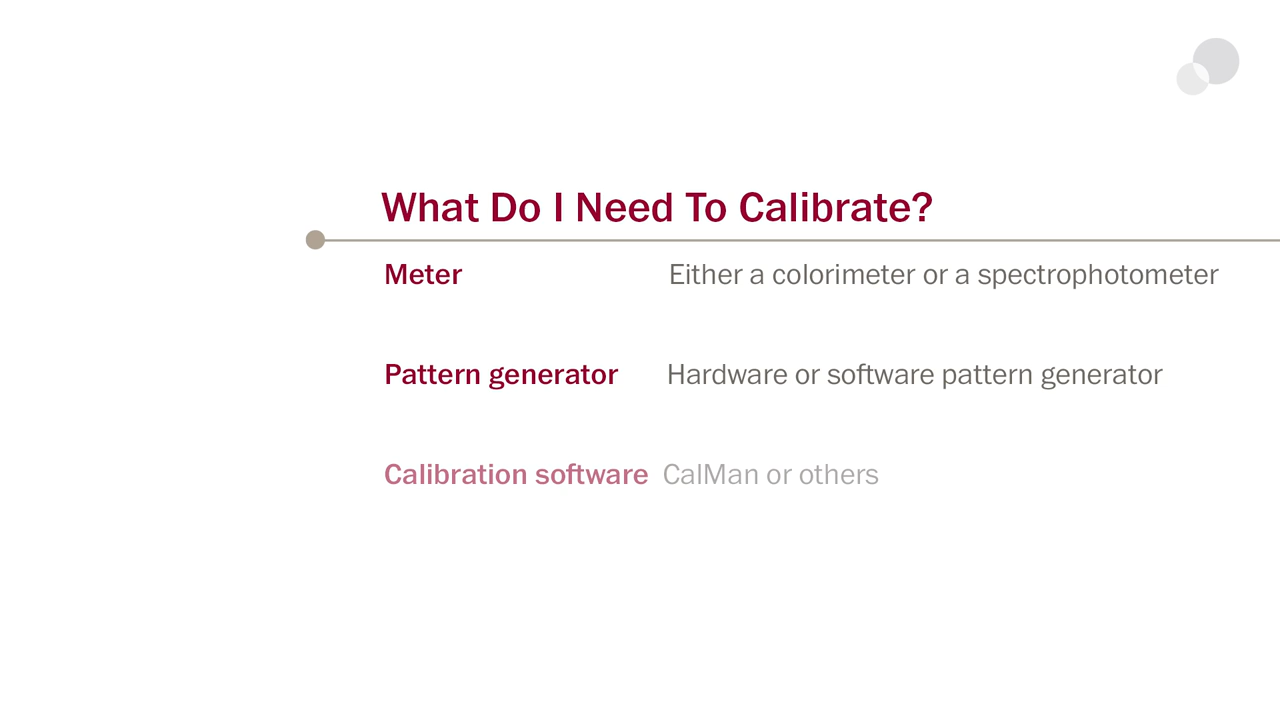 What Do I Need To Calibrate?
Meter Either a colorimeter or a spectrophotometer
Pattern generator Hardware or software pattern generator
Calibration software CalMan or others